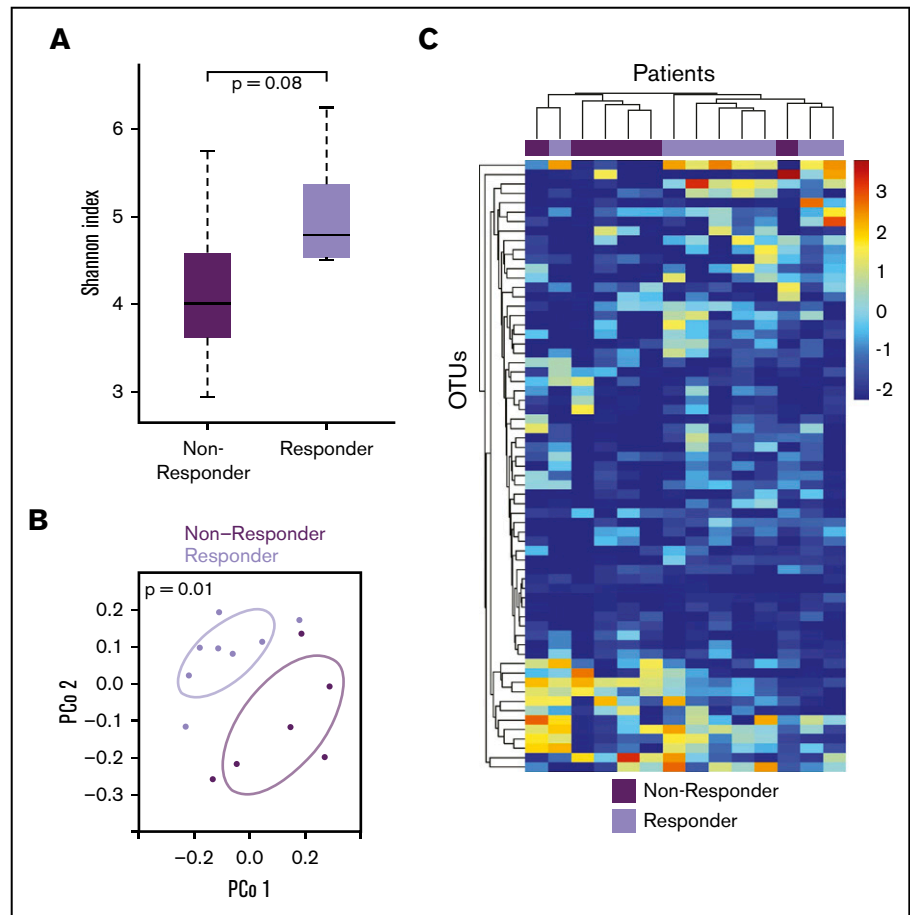 A
p = 0.08
6
5
4
3
Shannon index
Non-
Responder
Responder
B
Non–Responder
Responder
p = 0.01
0.2
0.1
0.0
−0.1
−0.2
−0.3
PCo 2
−0.2
0.0
0.2
PCo 1
C
Patients
OTUs
3
2
1
0
-1
-2
Non-Responder
Responder